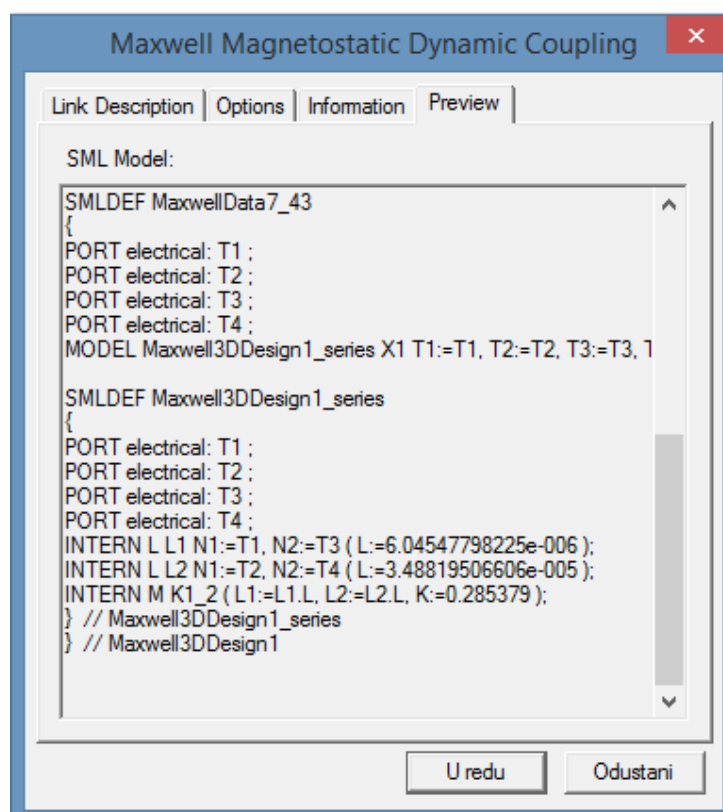 Maxwell Magnetostatic Dynamic Coupling
Link Description Options Information Preview
SML Model:
SMLDEF MaxwellData7_43
{
PORT electrical: T1 ;
PORT electrical: T2 ;
PORT electrical: T3 ;
PORT electrical: T4 ;
MODEL Maxwell3DDesign1_series X1 T1:=T1, T2:=T2, T3:=T3, T
SMLDEF Maxwell3DDesign1_series
{
PORT electrical: T1 ;
PORT electrical: T2 ;
PORT electrical: T3 ;
PORT electrical: T4 ;
INTERN L L1 N1:=T1, N2:=T3 ( L:=6.04547798225e-006 );
INTERN L L2 N1:=T2, N2:=T4 ( L:=3.48819506606e-005 );
INTERN M K1_2 ( L1:=L1.L, L2:=L2.L, K:=0.285379 );
} // Maxwell3DDesign1_series
} // Maxwell3DDesign1
U redu Odustani